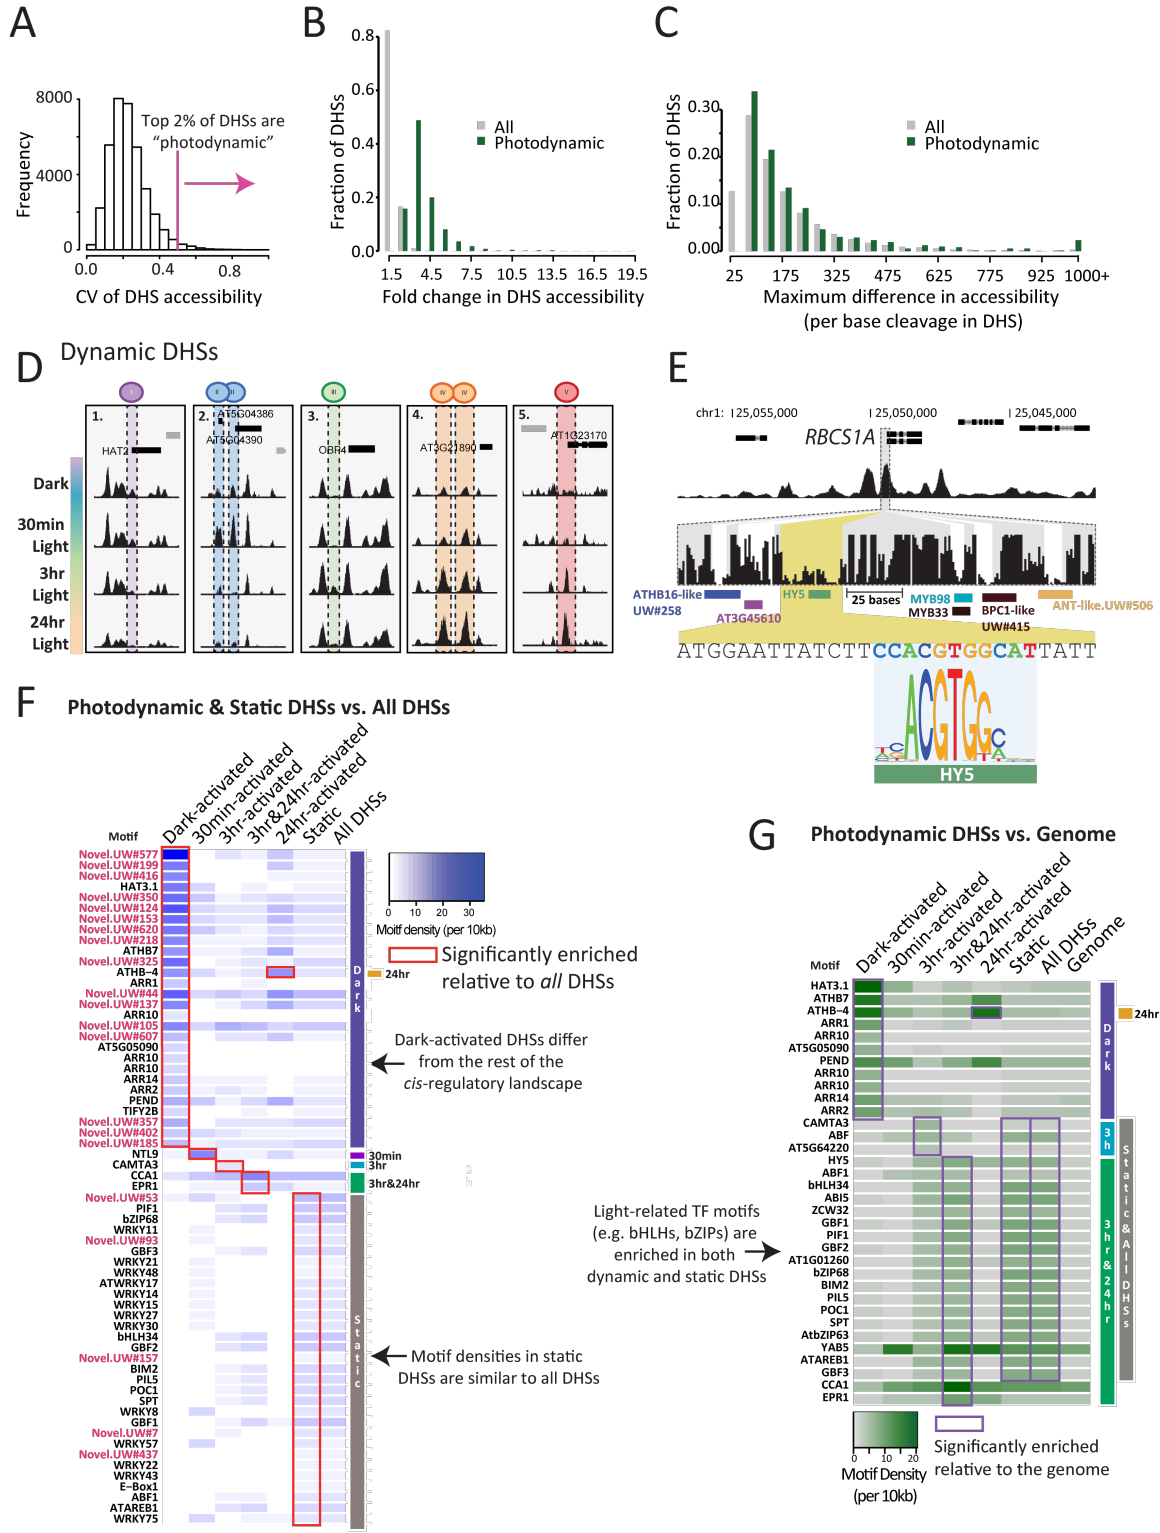 A
8000
4000
0
Frequency
Top 2% of DHSs are
"photodynamic"
0.0
0.4
0.8
CV of DHS accessibility
B
0.8
0.6
0.4
0.2
0.0
Fraction of DHSs
All
Photodynamic
1.5
4.5
7.5
10.5
13.5
16.5
19.5
Fold change in DHS accessibility
C
0.30
0.20
0.10
0.00
Fraction of DHSs
All
Photodynamic
25
175
325
475
625
775
925
1000+
Maximum difference in accessibility
(per base cleavage in DHS)
D
Dynamic DHSs
I
II
II
III
IV
IV
V
1.
HAT2
2.
AT5G04386
AT5G04390
3.
OBP4
4.
AT3G21890
5.
AT1G23170
Dark
30min
Light
3hr
Light
24hr
Light
E
chr1:
25,055,000
25,050,000
25,045,000
RBCS1A
ATHB16-like
UW#258
AT3G45610
HY5
25 bases
MYB98
MYB33
BPC1-like
UW#415
ANT-like.UW#506
ATGGAATTATCTTCCACGTGGCATTATT
HY5
F
Photodynamic & Static DHSs vs. All DHSs
Motif
Dark-activated
30min-activated
3hr-activated
3hr&24hr-activated
24hr-activated
Static
All DHSs
Novel.UW#577
Novel.UW#199
Novel.UW#416
HAT3.1
Novel.UW#350
Novel.UW#124
Novel.UW#153
Novel.UW#620
Novel.UW#218
ATHB7
Novel.UW#325
ATHB−4
ARR1
Novel.UW#44
Novel.UW#137
ARR10
Novel.UW#105
Novel.UW#607
AT5G05090
ARR10
ARR10
ARR14
ARR2
PEND
TIFY2B
Novel.UW#357
Novel.UW#402
Novel.UW#185
NTL9
CAMTA3
CCA1
EPR1
Novel.UW#53
PIF1
bZIP68
WRKY11
Novel.UW#93
GBF3
WRKY21
WRKY48
ATWRKY17
WRKY14
WRKY15
WRKY27
WRKY30
bHLH34
GBF2
Novel.UW#157
BIM2
PIL5
POC1
SPT
WRKY8
GBF1
Novel.UW#7
WRKY57
Novel.UW#437
WRKY22
WRKY43
E−Box1
ABF1
ATAREB1
WRKY75
Dark
24hr
30min
3hr
3hr&24hr
Static
0
10
20
30
Motif density (per 10kb)
Significantly enriched
relative to all DHSs
Dark-activated DHSs differ
from the rest of the
cis-regulatory landscape
Motif densities in static
DHSs are similar to all DHSs
G
Photodynamic DHSs vs. Genome
Motif
Dark-activated
30min-activated
3hr-activated
3hr&24hr-activated
24hr-activated
Static
All DHSs
Genome
HAT3.1
ATHB7
ATHB−4
ARR1
ARR10
AT5G05090
PEND
ARR10
ARR10
ARR14
ARR2
CAMTA3
ABF
AT5G64220
HY5
ABF1
bHLH34
ABI5
ZCW32
GBF1
PIF1
GBF2
AT1G01260
bZIP68
BIM2
PIL5
POC1
SPT
AtbZIP63
YAB5
ATAREB1
GBF3
CCA1
EPR1
Dark
24hr
3h
3hr&24hr
Static&All DHSs
Light-related TF motifs
(e.g. bHLHs, bZIPs) are
enriched in both
dynamic and static DHSs
0
10
20
Motif Density
(per 10kb)
Significantly enriched
relative to the genome